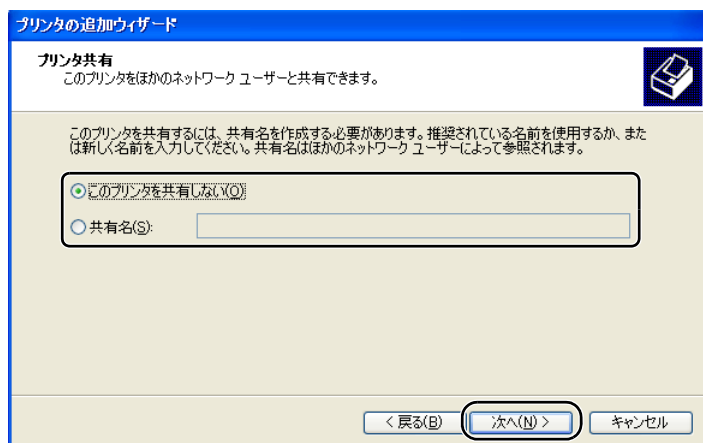 プリンタの追加ウィザード
プリンタ共有
このプリンタをほかのネットワーク ユーザーと共有できます。
このプリンタを共有するには、共有名を作成する必要があります。推奨されている名前を使用するか、また
は新しく名前を入力してください。共有名はほかのネットワーク ユーザーによって参照されます。
このプリンタを共有しない(O)
共有名(S):
< 戻る(B) 次へ(N) > キャンセル